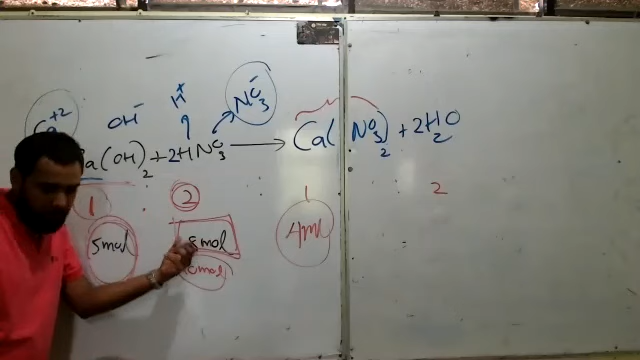 Ca⁺² OH⁻ H⁺ NO₃⁻
Ca(OH)₂ + 2HNO₃ → Ca(NO₃)₂ + 2H₂O
1 2 1 2
5mol 8mol 4mol